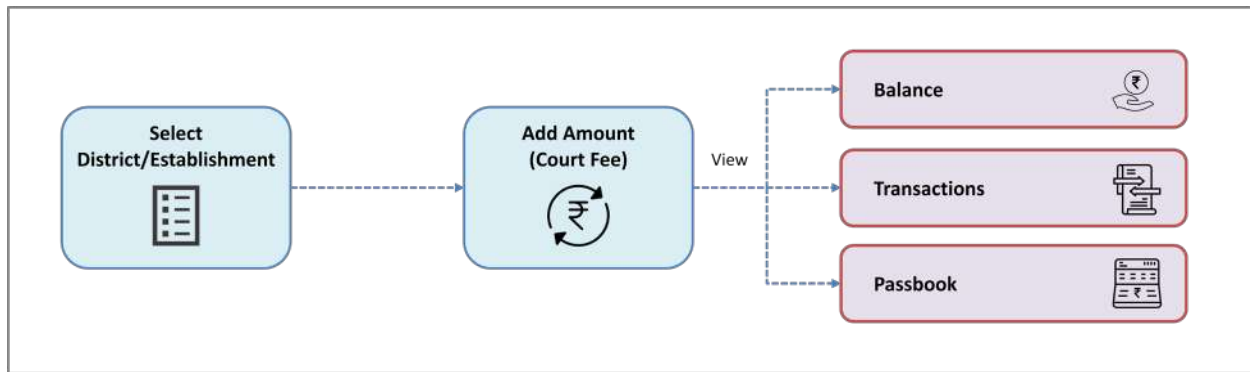 Select
District/Establishment
Add Amount
(Court Fee)
₹
View
Balance
₹
Transactions
Passbook
₹